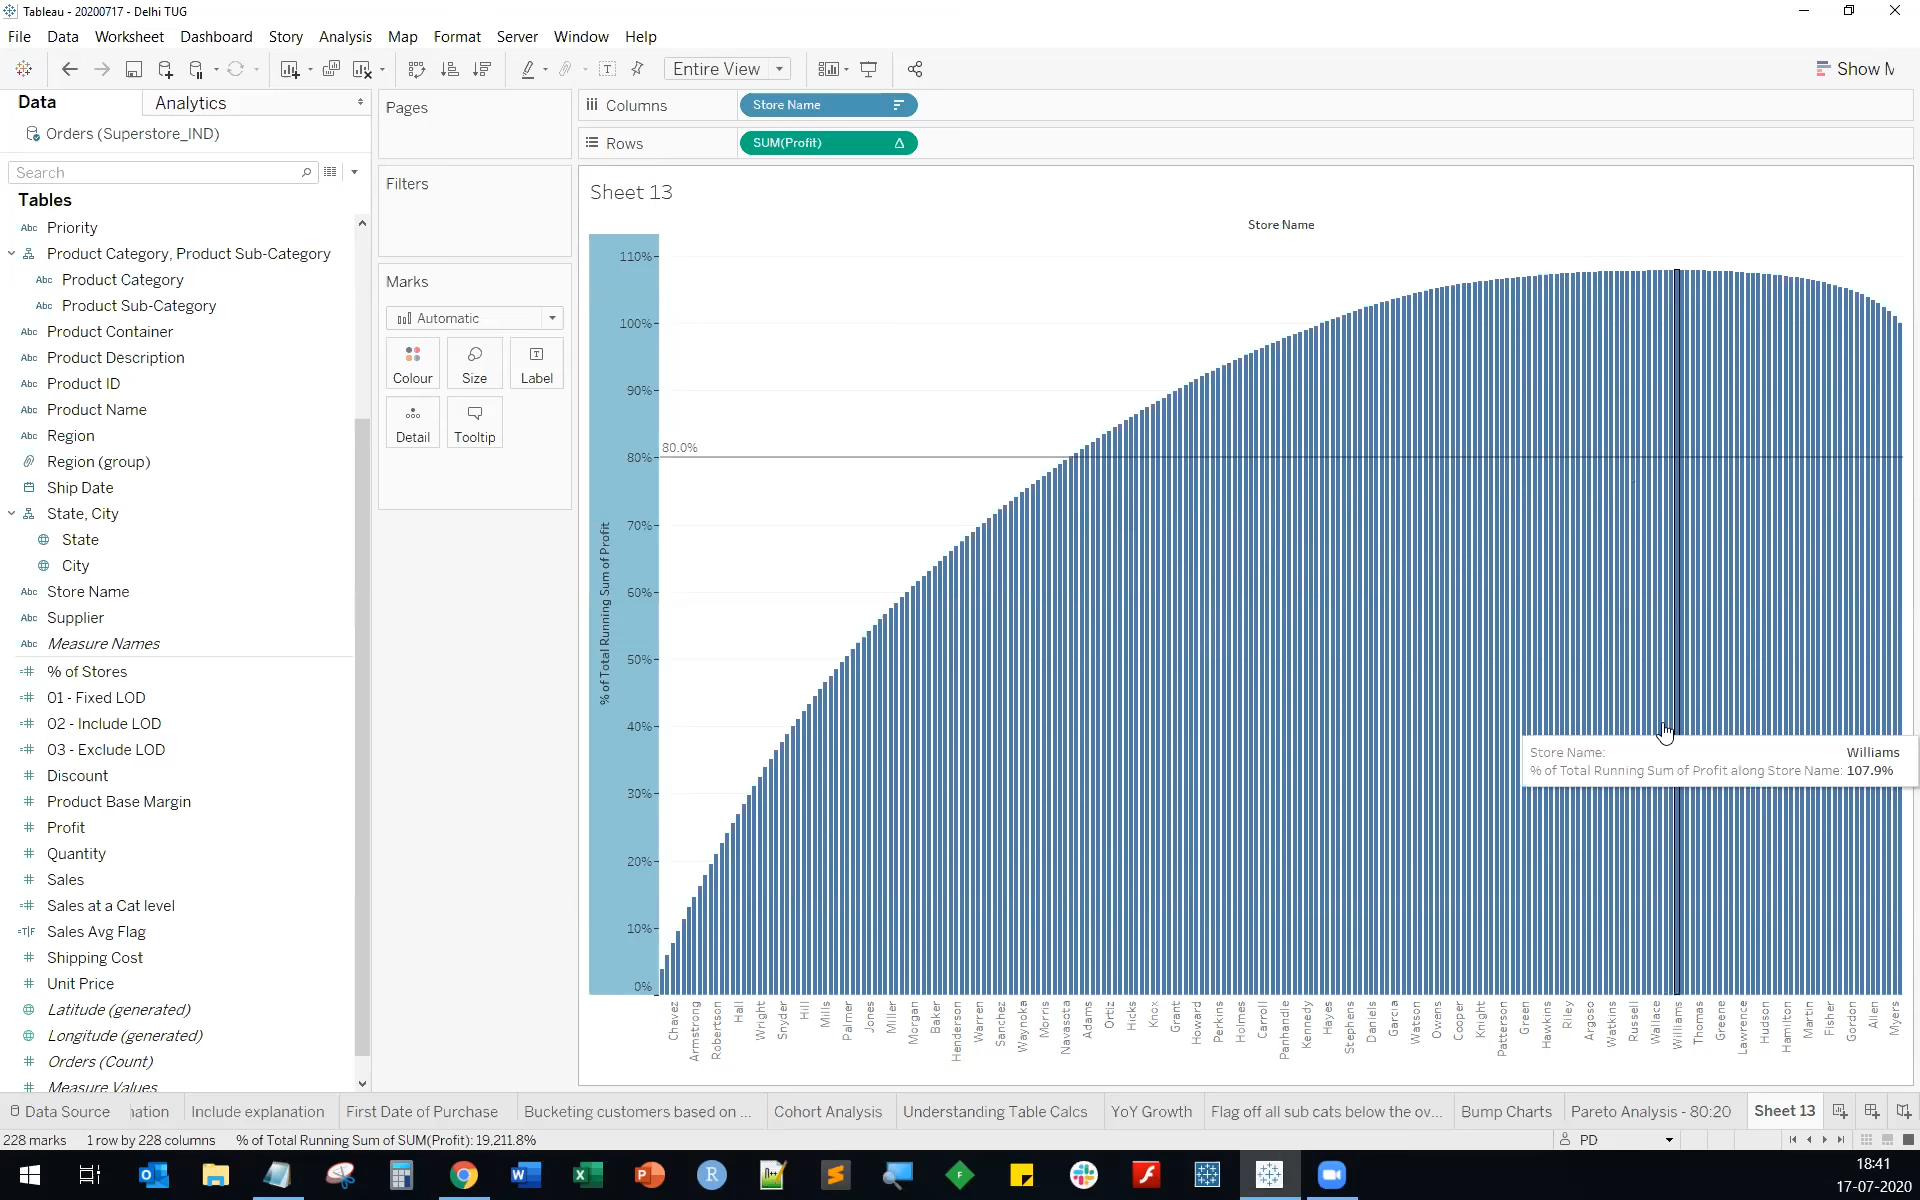 Tableau - 20200717 - Delhi TUG
File Data Worksheet Dashboard Story Analysis Map Format Server Window Help
Entire View
Show M
Data
Analytics
Orders (Superstore_IND)
Search
Tables
Abc Priority
Product Category, Product Sub-Category
Abc Product Category
Abc Product Sub-Category
Abc Product Container
Abc Product Description
Abc Product ID
Abc Product Name
Abc Region
Region (group)
Ship Date
State, City
State
City
Abc Store Name
Abc Supplier
Abc Measure Names
=# % of Stores
=# 01 - Fixed LOD
=# 02 - Include LOD
=# 03 - Exclude LOD
# Discount
# Product Base Margin
# Profit
# Quantity
# Sales
=# Sales at a Cat level
=T|F Sales Avg Flag
# Shipping Cost
# Unit Price
Latitude (generated)
Longitude (generated)
# Orders (Count)
# Measure Values
Pages
Filters
Marks
Automatic
Colour Size Label
Detail Tooltip
Columns Store Name
Rows SUM(Profit) Δ
Sheet 13
Store Name
% of Total Running Sum of Profit
110%
100%
90%
80%
70%
60%
50%
40%
30%
20%
10%
0%
80.0%
Store Name: Williams
% of Total Running Sum of Profit along Store Name: 107.9%
Chavez
Armstrong
Robertson
Hall
Wright
Snyder
Hill
Mills
Palmer
Jones
Miller
Morgan
Baker
Henderson
Warren
Sanchez
Waynoka
Morris
Navasota
Adams
Ortiz
Hicks
Knox
Grant
Howard
Perkins
Holmes
Carroll
Panhandle
Kennedy
Hayes
Stephens
Daniels
Garcia
Watson
Owens
Cooper
Knight
Patterson
Green
Hawkins
Riley
Argoso
Watkins
Russell
Wallace
Williams
Thomas
Greene
Lawrence
Hudson
Hamilton
Martin
Fisher
Gordon
Allen
Myers
Data Source nation Include explanation First Date of Purchase Bucketing customers based on ... Cohort Analysis Understanding Table Calcs YoY Growth Flag off all sub cats below the ov... Bump Charts Pareto Analysis - 80:20 Sheet 13
228 marks 1 row by 228 columns % of Total Running Sum of SUM(Profit): 19,211.8% PD
18:41
17-07-2020